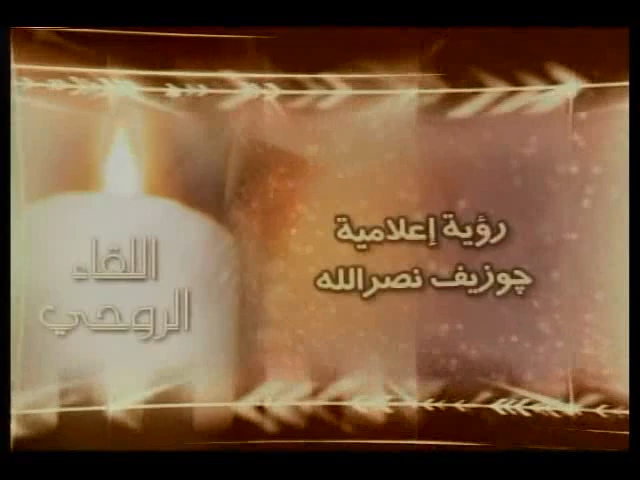 رؤية إعلامية
چوزيف نصرالله
اللقاء
الروحي